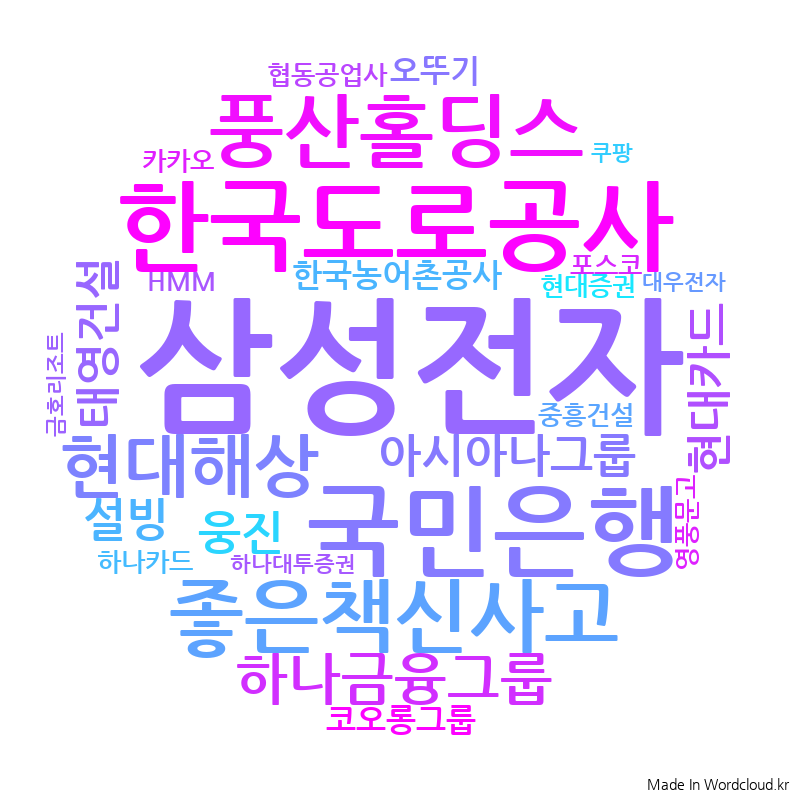 협동공업사
오뚜기
풍산홀딩스
카카오
쿠팡
한국도로공사
태영건설
HMM
한국농어촌공사
포스코
현대증권
대우전자
삼성전자
금호리조트
현대카드
중흥건설
현대해상
아시아나그룹
설빙
웅진
국민은행
영풍문고
하나카드
하나대투증권
좋은책신사고
하나금융그룹
코오롱그룹
Made In Wordcloud.kr